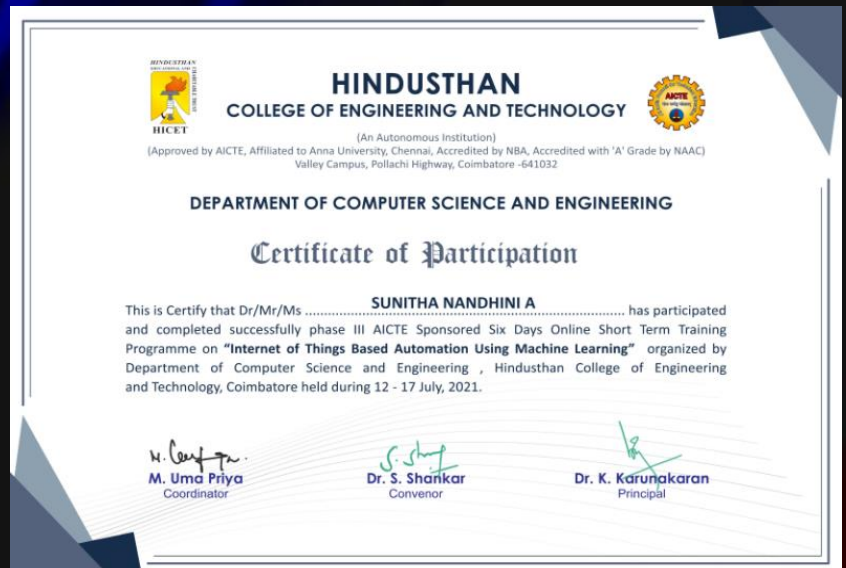 HINDUSTHAN
HICET
AICTE
HINDUSTHAN
COLLEGE OF ENGINEERING AND TECHNOLOGY
(An Autonomous Institution)
(Approved by AICTE, Affiliated to Anna University, Chennai, Accredited by NBA, Accredited with 'A' Grade by NAAC)
Valley Campus, Pollachi Highway, Coimbatore -641032
DEPARTMENT OF COMPUTER SCIENCE AND ENGINEERING
Certificate of Participation
This is Certify that Dr/Mr/Ms ........ SUNITHA NANDHINI A ........ has participated
and completed successfully phase III AICTE Sponsored Six Days Online Short Term Training
Programme on “Internet of Things Based Automation Using Machine Learning” organized by
Department of Computer Science and Engineering , Hindusthan College of Engineering
and Technology, Coimbatore held during 12 - 17 July, 2021.
M. Uma Priya
Coordinator
Dr. S. Shankar
Convenor
Dr. K. Karunakaran
Principal